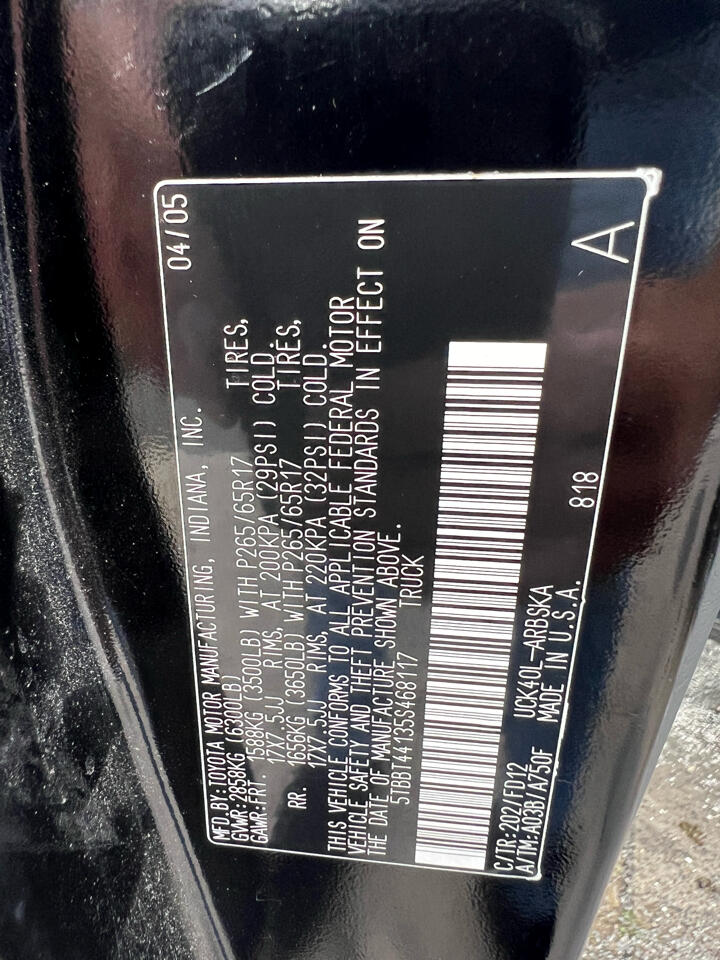 MFD.BY:TOYOTA MOTOR MANUFACTURING, INDIANA, INC. 04/05
GVWR:2858KG (6300LB)
GAWR:FRT. 1588KG (3500LB) WITH P265/65R17 TIRES,
17X7.5JJ RIMS, AT 200KPA (29PSI) COLD.
RR. 1656KG (3650LB) WITH P265/65R17 TIRES,
17X7.5JJ RIMS, AT 220KPA (32PSI) COLD.
THIS VEHICLE CONFORMS TO ALL APPLICABLE FEDERAL MOTOR
VEHICLE SAFETY AND THEFT PREVENTION STANDARDS IN EFFECT ON
THE DATE OF MANUFACTURE SHOWN ABOVE.
5TBBT44135S468117 TRUCK
C/TR:202/FD12 UCK40L-ARBSKA 818
A/TM:A03B/A750F MADE IN U.S.A. A